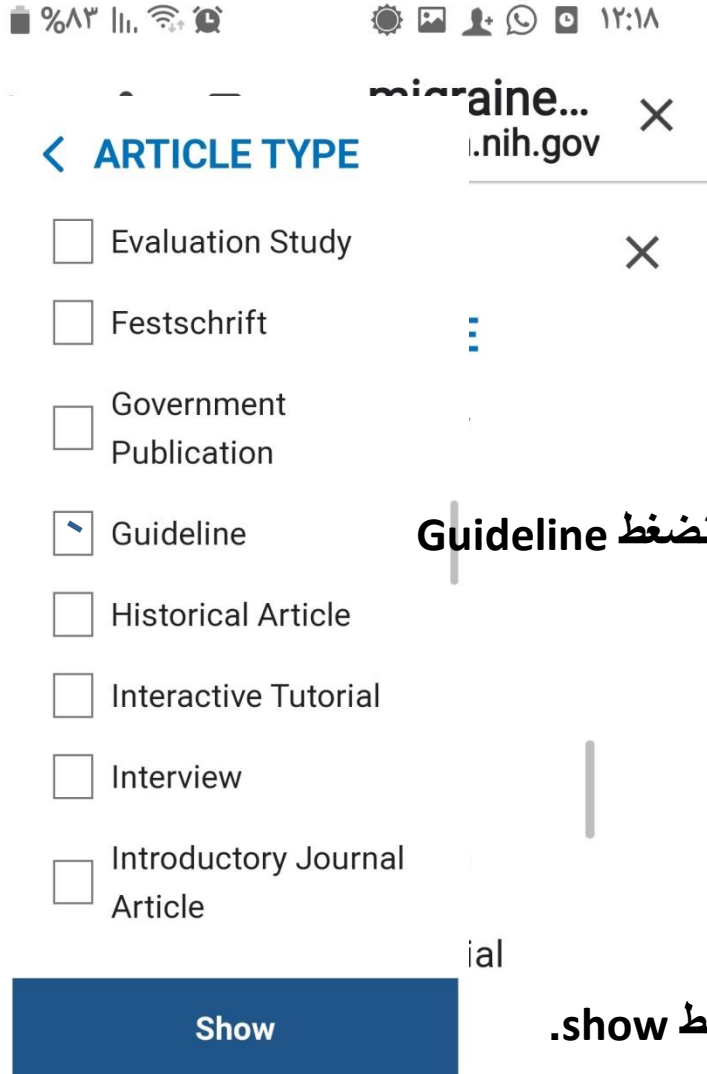 %٨٣ ١٢:١٨
migraine...
.nih.gov
ARTICLE TYPE
Evaluation Study
Festschrift
Government
Publication
Guideline
تضغط Guideline
Historical Article
Interactive Tutorial
Interview
Introductory Journal
Article
ial
Show
show.